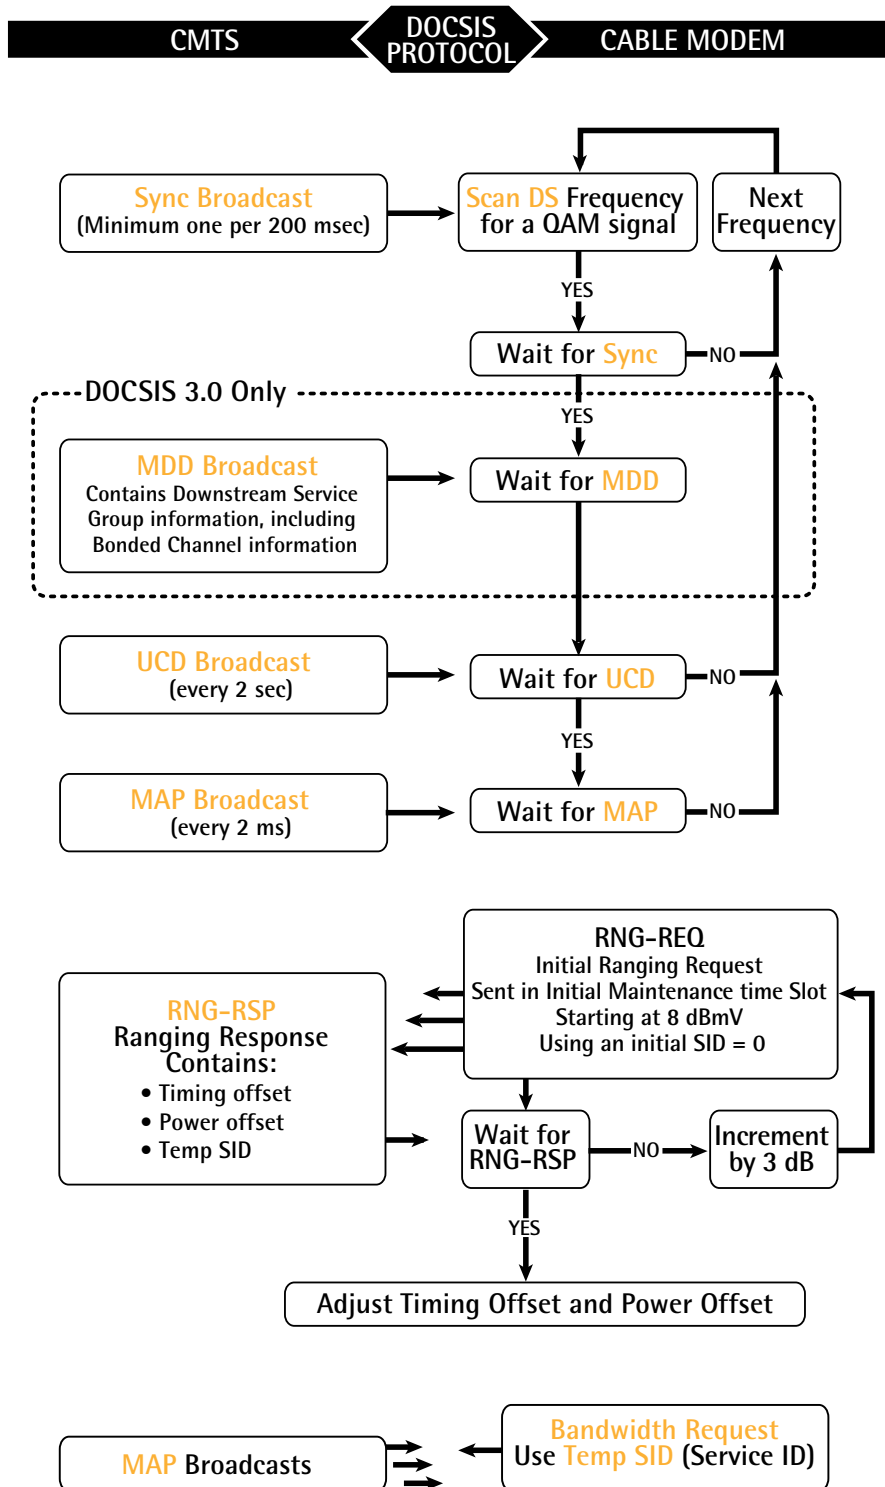 CMTS
DOCSIS
PROTOCOL
CABLE MODEM
Sync Broadcast
(Minimum one per 200 msec)
Scan DS Frequency
for a QAM signal
Next
Frequency
YES
Wait for Sync
NO
DOCSIS 3.0 Only
YES
MDD Broadcast
Contains Downstream Service
Group information, including
Bonded Channel information
Wait for MDD
UCD Broadcast
(every 2 sec)
Wait for UCD
NO
YES
MAP Broadcast
(every 2 ms)
Wait for MAP
NO
RNG-REQ
Initial Ranging Request
Sent in Initial Maintenance time Slot
Starting at 8 dBmV
Using an initial SID = 0
RNG-RSP
Ranging Response
Contains:
• Timing offset
• Power offset
• Temp SID
Wait for
RNG-RSP
NO
Increment
by 3 dB
YES
Adjust Timing Offset and Power Offset
Bandwidth Request
Use Temp SID (Service ID)
MAP Broadcasts